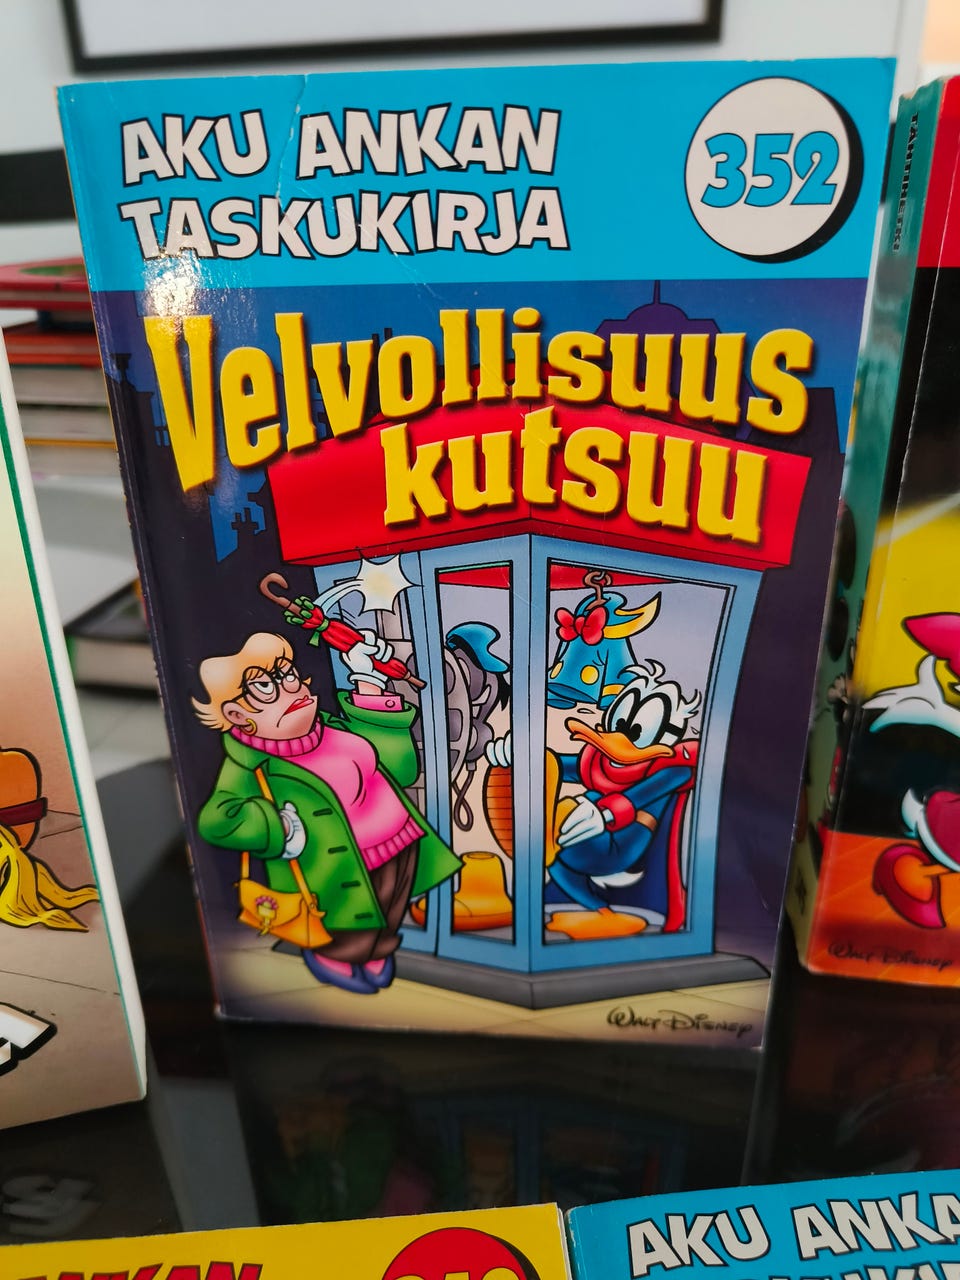 AKU ANKAN
TASKUKIRJA
352
Velvollisuus
kutsuu
Walt Disney
Walt Disney
AKU ANKA